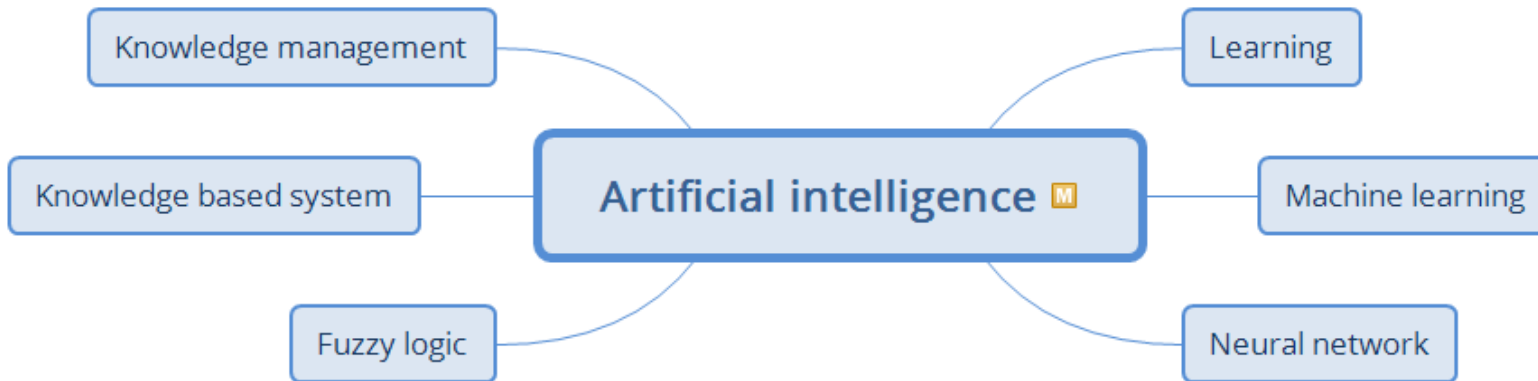 Knowledge management
Learning
Artificial intelligence M
Knowledge based system
Machine learning
Fuzzy logic
Neural network